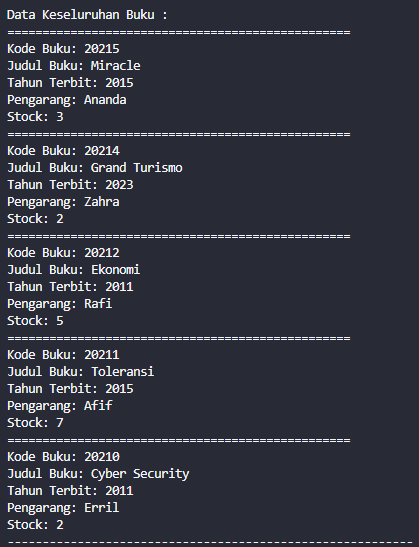 Data Keseluruhan Buku :
=================================================
Kode Buku: 20215
Judul Buku: Miracle
Tahun Terbit: 2015
Pengarang: Ananda
Stock: 3
=================================================
Kode Buku: 20214
Judul Buku: Grand Turismo
Tahun Terbit: 2023
Pengarang: Zahra
Stock: 2
=================================================
Kode Buku: 20212
Judul Buku: Ekonomi
Tahun Terbit: 2011
Pengarang: Rafi
Stock: 5
=================================================
Kode Buku: 20211
Judul Buku: Toleransi
Tahun Terbit: 2015
Pengarang: Afif
Stock: 7
=================================================
Kode Buku: 20210
Judul Buku: Cyber Security
Tahun Terbit: 2011
Pengarang: Erril
Stock: 2
----------------------------------------------------------